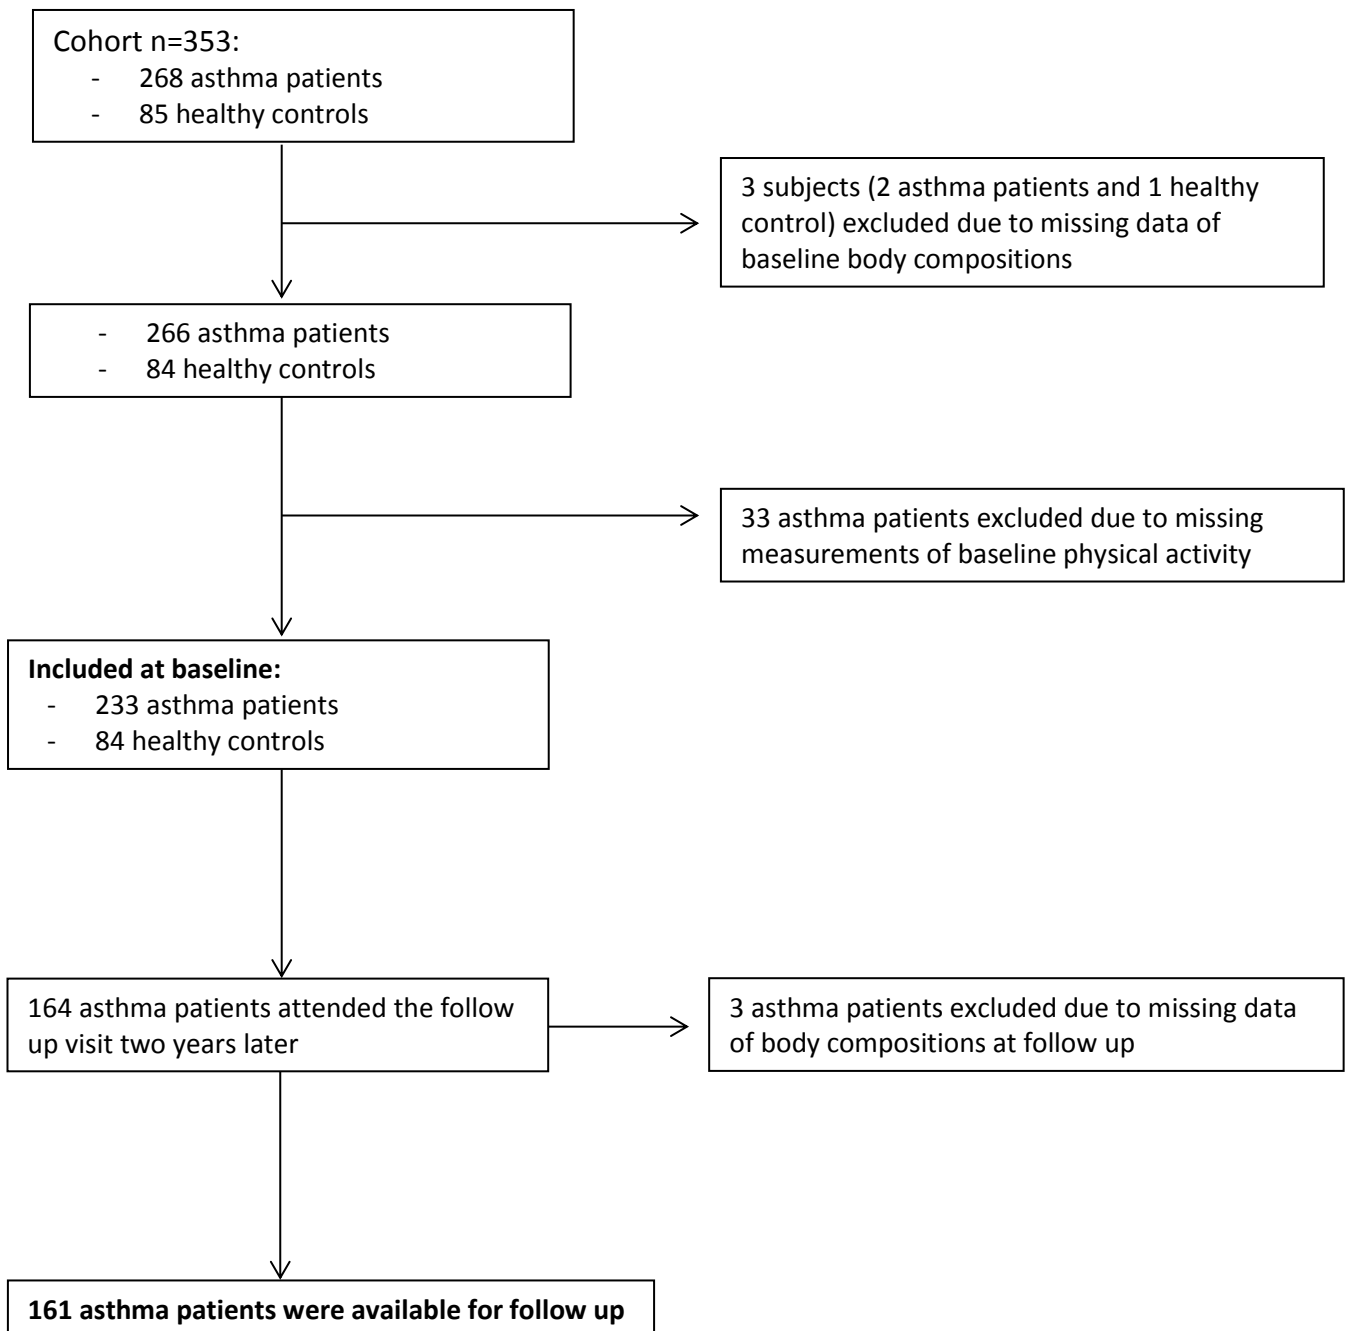 Cohort n=353:
- 268 asthma patients
- 85 healthy controls
3 subjects (2 asthma patients and 1 healthy
control) excluded due to missing data of
baseline body compositions
- 266 asthma patients
- 84 healthy controls
33 asthma patients excluded due to missing
measurements of baseline physical activity
Included at baseline:
- 233 asthma patients
- 84 healthy controls
164 asthma patients attended the follow
up visit two years later
3 asthma patients excluded due to missing data
of body compositions at follow up
161 asthma patients were available for follow up